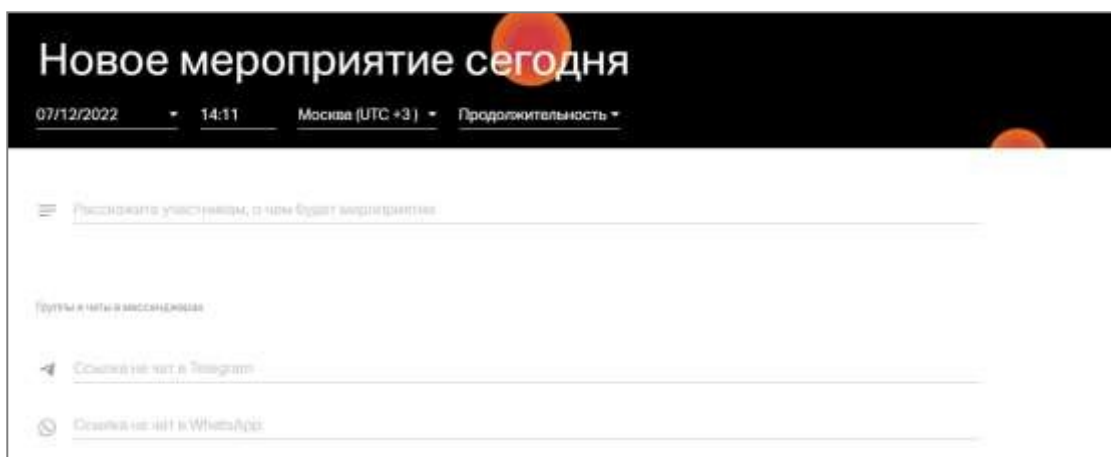 Новое мероприятие сегодня
07/12/2022 14:11 Москва (UTC +3) Продолжительность
Расскажите участникам, о чем будет мероприятие
Группы и чаты в мессенджерах
Ссылка на чат в Telegram
Ссылка на чат в WhatsApp